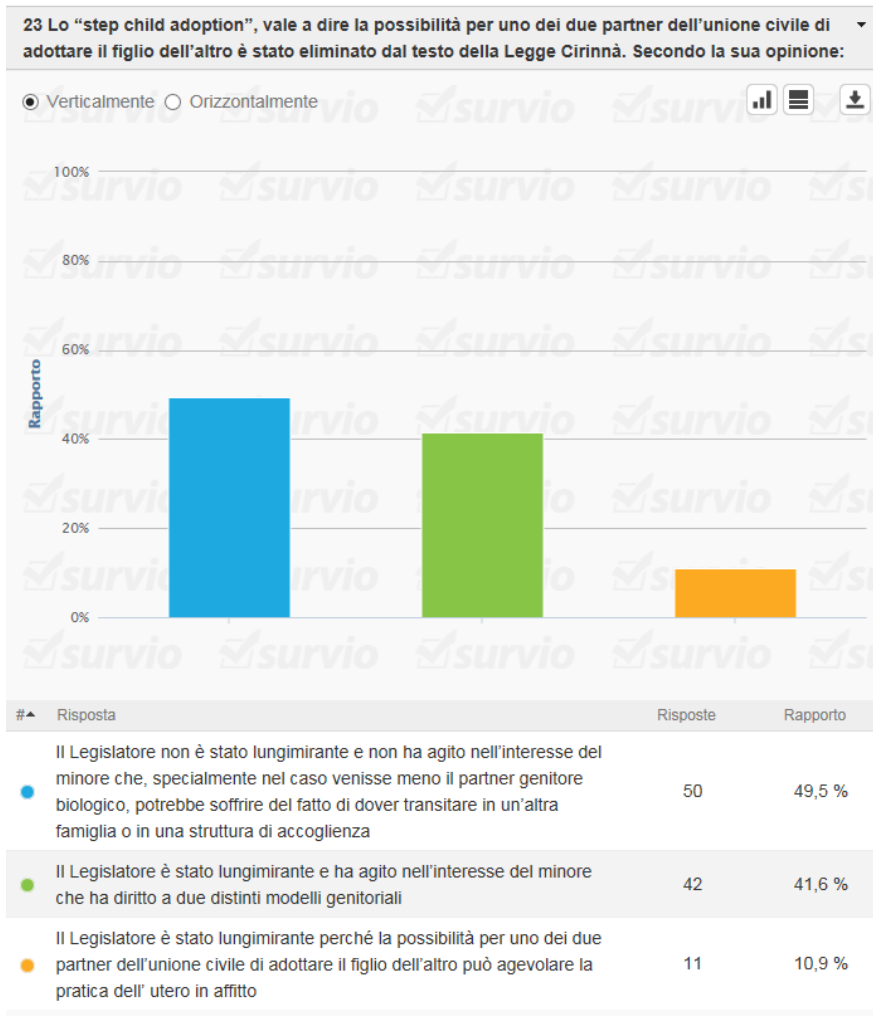 23 Lo “step child adoption”, vale a dire la possibilità per uno dei due partner dell’unione civile di
adottare il figlio dell’altro è stato eliminato dal testo della Legge Cirinnà. Secondo la sua opinione:
Verticalmente Orizzontalmente
100%
80%
60%
40%
20%
0%
Rapporto
survio
# Risposta Risposte Rapporto
Il Legislatore non è stato lungimirante e non ha agito nell’interesse del
minore che, specialmente nel caso venisse meno il partner genitore
biologico, potrebbe soffrire del fatto di dover transitare in un’altra
famiglia o in una struttura di accoglienza
50 49,5 %
Il Legislatore è stato lungimirante e ha agito nell’interesse del minore
che ha diritto a due distinti modelli genitoriali
42 41,6 %
Il Legislatore è stato lungimirante perché la possibilità per uno dei due
partner dell’unione civile di adottare il figlio dell’altro può agevolare la
pratica dell’ utero in affitto
11 10,9 %